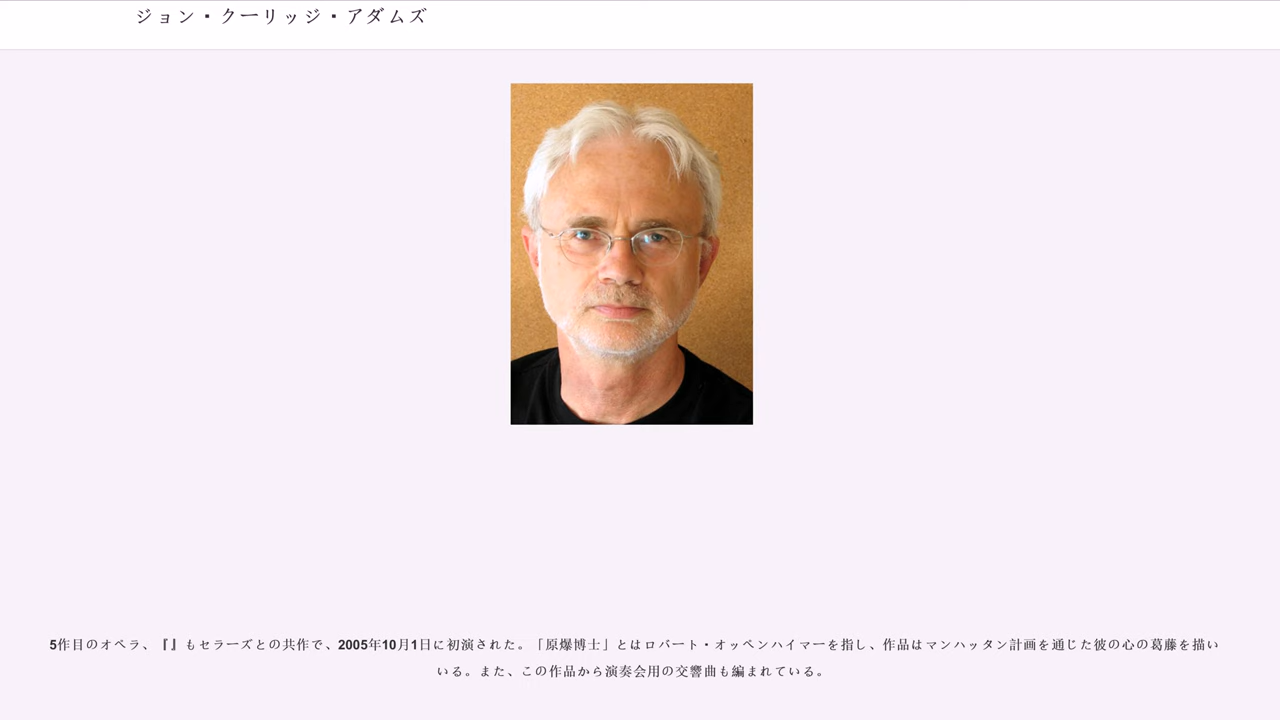 ジョン・クーリッジ・アダムズ
5作目のオペラ、『』もセラーズとの共作で、2005年10月1日に初演された。「原爆博士」とはロバート・オッペンハイマーを指し、作品はマンハッタン計画を通じた彼の心の葛藤を描い
いる。また、この作品から演奏会用の交響曲も編まれている。